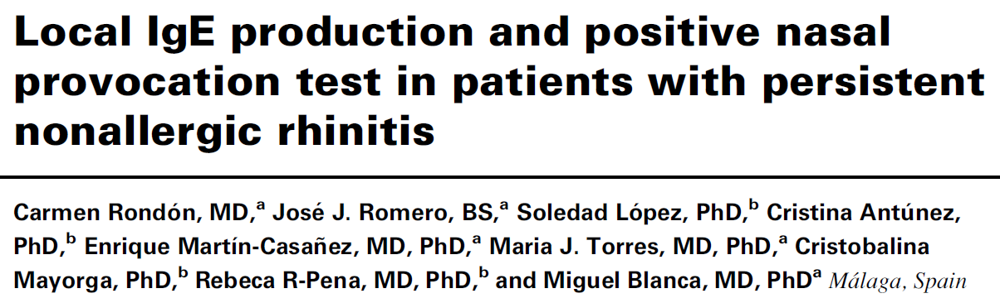 Local IgE production and positive nasal
provocation test in patients with persistent
nonallergic rhinitis
Carmen Rondón, MD,a José J. Romero, BS,a Soledad López, PhD,b Cristina Antúnez,
PhD,b Enrique Martín-Casañez, MD, PhD,a Maria J. Torres, MD, PhD,a Cristobalina
Mayorga, PhD,b Rebeca R-Pena, MD, PhD,b and Miguel Blanca, MD, PhDa Málaga, Spain